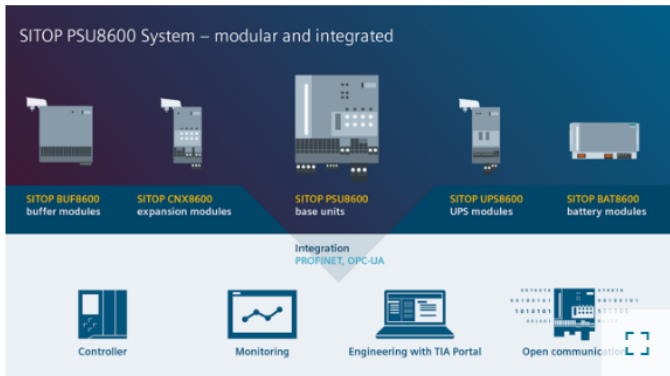 SITOP PSU8600 System – modular and integrated
SITOP BUF8600
buffer modules
SITOP CNX8600
expansion modules
SITOP PSU8600
base units
SITOP UPS8600
UPS modules
SITOP BAT8600
battery modules
Integration
PROFINET, OPC-UA
Controller
Monitoring
Engineering with TIA Portal
Open communication